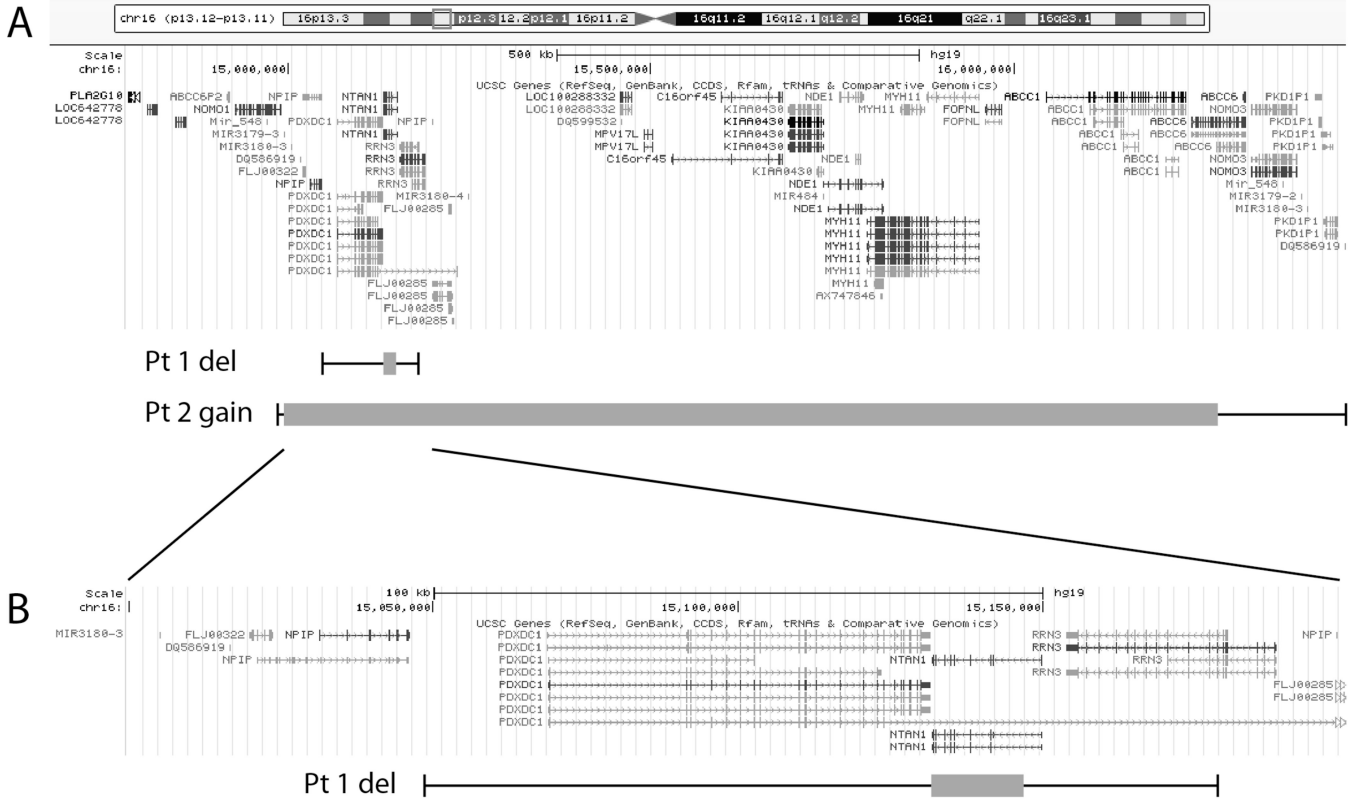 A
chr16 (p13.12-p13.11) 16p13.3 p12.3 12.2 p12.1 16p11.2 16q11.2 16q12.1 q12.2 16q21 q22.1 16q23.1
Scale 500 kb hg19
chr16: 15,000,000 15,500,000 16,000,000
UCSC Genes (RefSeq, GenBank, CCDS, Rfam, tRNAs & Comparative Genomics)
PLA2G10 ABCC6P2 NPIP NTAN1 LOC100288332 C16orf45 NDE1 MYH11 ABCC1 ABCC6 PKD1P1
LOC642778 NOMO1 NTAN1 LOC100288332 KIAA0430 MYH11 FOPNL ABCC1 NOMO3
LOC642778 Mir_548 PDXDC1 NPIP DQ599532 KIAA0430 FOPNL ABCC1 ABCC6 PKD1P1
MIR3179-3 NTAN1 MPV17L KIAA0430 ABCC1 ABCC6 PKD1P1
MIR3180-3 RRN3 MPV17L KIAA0430 ABCC1 ABCC6 PKD1P1
DQ586919 RRN3 C16orf45 NDE1 ABCC1 NOMO3
FLJ00322 RRN3 KIAA0430 ABCC1 NOMO3
NPIP RRN3 NDE1 Mir_548
PDXDC1 MIR3180-4 MIR484 MIR3179-2
PDXDC1 FLJ00285 NDE1 MIR3180-3
PDXDC1 MYH11 PKD1P1
PDXDC1 MYH11 PKD1P1
PDXDC1 MYH11 DQ586919
PDXDC1 MYH11
PDXDC1 MYH11
FLJ00285 MYH11
FLJ00285 AX747846
FLJ00285
FLJ00285
Pt 1 del
Pt 2 gain
B
Scale 100 kb hg19
chr16: 15,050,000 15,100,000 15,150,000
UCSC Genes (RefSeq, GenBank, CCDS, Rfam, tRNAs & Comparative Genomics)
MIR3180-3 FLJ00322 NPIP PDXDC1 RRN3 NPIP
DQ586919 PDXDC1 RRN3
NPIP PDXDC1 NTAN1 RRN3
PDXDC1 RRN3
PDXDC1 FLJ00285
PDXDC1 FLJ00285
PDXDC1
PDXDC1
NTAN1
NTAN1
Pt 1 del